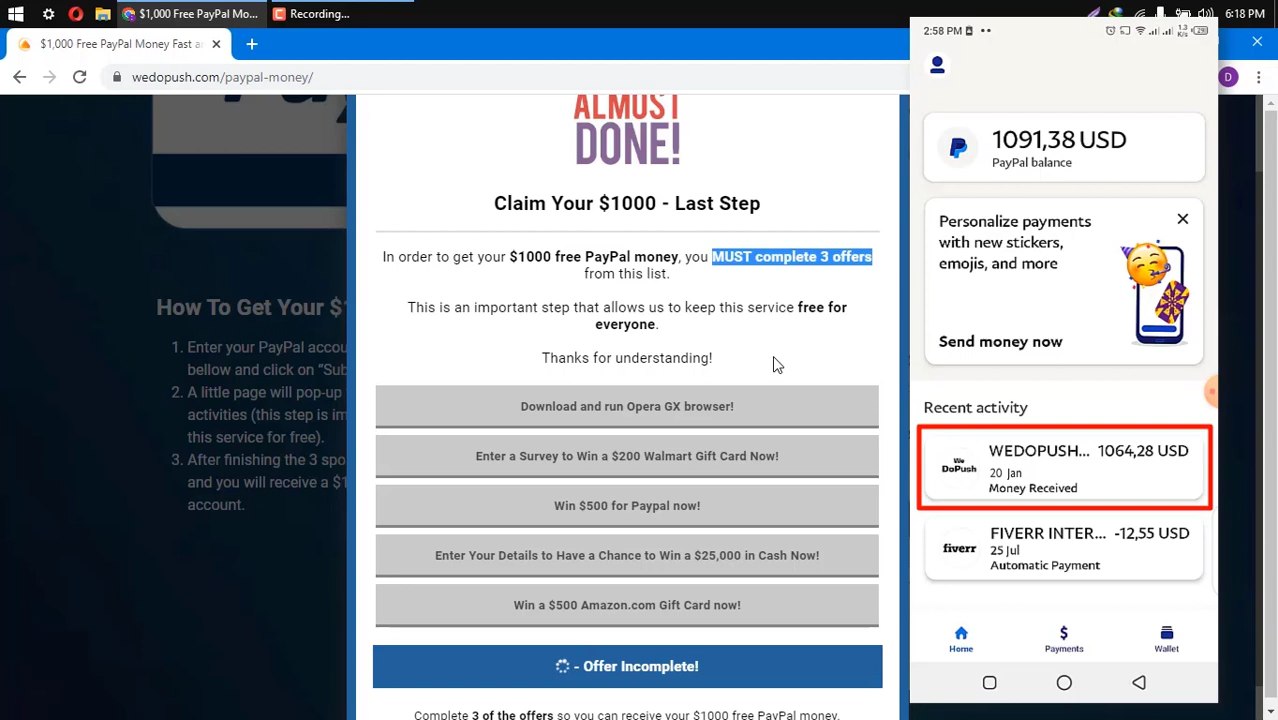 $1,000 Free PayPal Mo...
Recording...
6:18 PM
$1,000 Free PayPal Money Fast an
wedopush.com/paypal-money/
D
How To Get Your $1
1. Enter your PayPal accou
bellow and click on "Sub
2. A little page will pop-up
activities (this step is im
this service for free).
3. After finishing the 3 spo
and you will receive a $1
account.
ALMOST
DONE!
Claim Your $1000 - Last Step
In order to get your $1000 free PayPal money, you MUST complete 3 offers
from this list.
This is an important step that allows us to keep this service free for
everyone.
Thanks for understanding!
Download and run Opera GX browser!
Enter a Survey to Win a $200 Walmart Gift Card Now!
Win $500 for Paypal now!
Enter Your Details to Have a Chance to Win a $25,000 in Cash Now!
Win a $500 Amazon.com Gift Card now!
- Offer Incomplete!
Complete 3 of the offers so you can receive your $1000 free PayPal money.
2:58 PM
1.3
K/s
29
1091,38 USD
PayPal balance
Personalize payments
with new stickers,
emojis, and more
Send money now
Recent activity
We
DoPush
WEDOPUSH... 1064,28 USD
20 Jan
Money Received
fiverr
FIVERR INTER... -12,55 USD
25 Jul
Automatic Payment
Home
Payments
Wallet